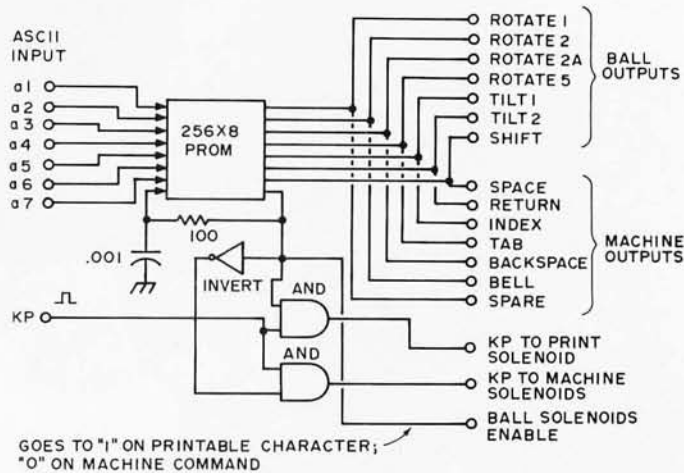 ASCII
INPUT
a1
a2
a3
a4
a5
a6
a7
256X8
PROM
100
.001
INVERT
AND
AND
KP
ROTATE 1
ROTATE 2
ROTATE 2A
ROTATE 5
TILT 1
TILT 2
SHIFT
BALL
OUTPUTS
SPACE
RETURN
INDEX
TAB
BACKSPACE
BELL
SPARE
MACHINE
OUTPUTS
KP TO PRINT
SOLENOID
KP TO MACHINE
SOLENOIDS
BALL SOLENOIDS
ENABLE
GOES TO "1" ON PRINTABLE CHARACTER;
"0" ON MACHINE COMMAND